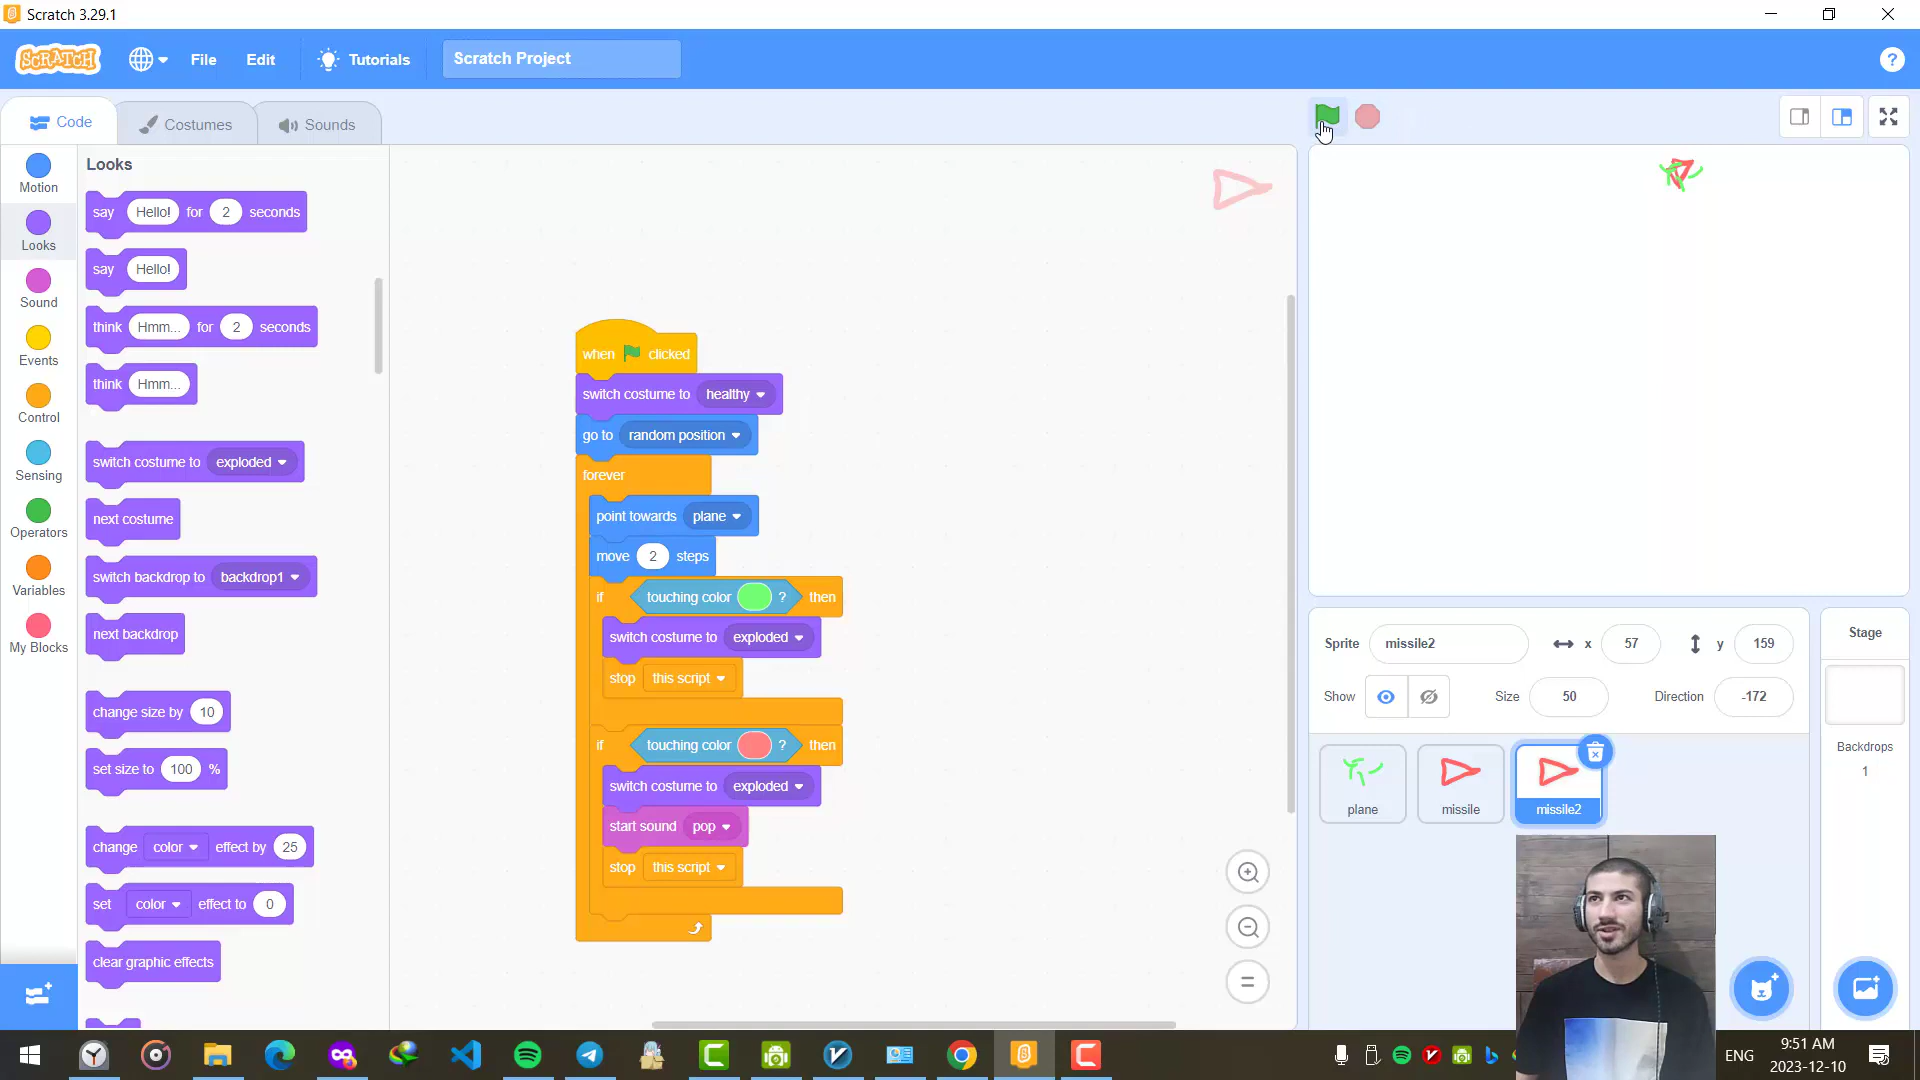 Scratch 3.29.1
SCRATCH
File
Edit
Tutorials
Scratch Project
?
Code
Costumes
Sounds
Motion
Looks
Sound
Events
Control
Sensing
Operators
Variables
My Blocks
Looks
say Hello! for 2 seconds
say Hello!
think Hmm... for 2 seconds
think Hmm...
switch costume to exploded
next costume
switch backdrop to backdrop1
next backdrop
change size by 10
set size to 100 %
change color effect by 25
set color effect to 0
clear graphic effects
when clicked
switch costume to healthy
go to random position
forever
point towards plane
move 2 steps
if touching color ? then
switch costume to exploded
stop this script
if touching color ? then
switch costume to exploded
start sound pop
stop this script
Sprite missile2
x 57
y 159
Show
Size 50
Direction -172
plane
missile
missile2
Stage
Backdrops
1
ENG
9:51 AM
2023-12-10